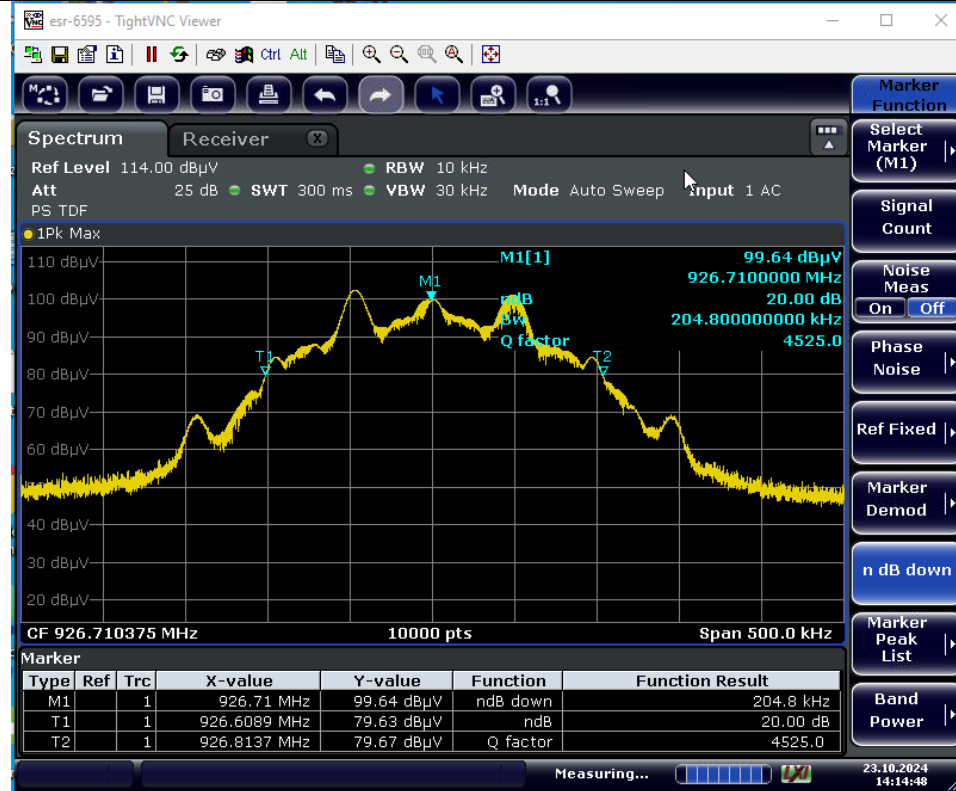 esr-6595 - TightVNC Viewer
Ctrl Alt
Marker Function
Spectrum
Receiver
Select Marker (M1)
Ref Level 114.00 dBµV
RBW 10 kHz
Att 25 dB SWT 300 ms VBW 30 kHz Mode Auto Sweep Input 1 AC
PS TDF
Signal Count
1Pk Max
110 dBµV
M1[1] 99.64 dBµV
926.7100000 MHz
Noise Meas
On Off
M1
100 dBµV
ndB 20.00 dB
Bw 204.800000000 kHz
90 dBµV
Q factor 4525.0
Phase Noise
T1
T2
80 dBµV
70 dBµV
Ref Fixed
60 dBµV
Marker Demod
40 dBµV
30 dBµV
n dB down
20 dBµV
CF 926.710375 MHz 10000 pts Span 500.0 kHz
Marker Peak List
Marker
Type Ref Trc X-value Y-value Function Function Result
M1 1 926.71 MHz 99.64 dBµV ndB down 204.8 kHz
T1 1 926.6089 MHz 79.63 dBµV ndB 20.00 dB
T2 1 926.8137 MHz 79.67 dBµV Q factor 4525.0
Band Power
Measuring...
LXI
23.10.2024
14:14:48